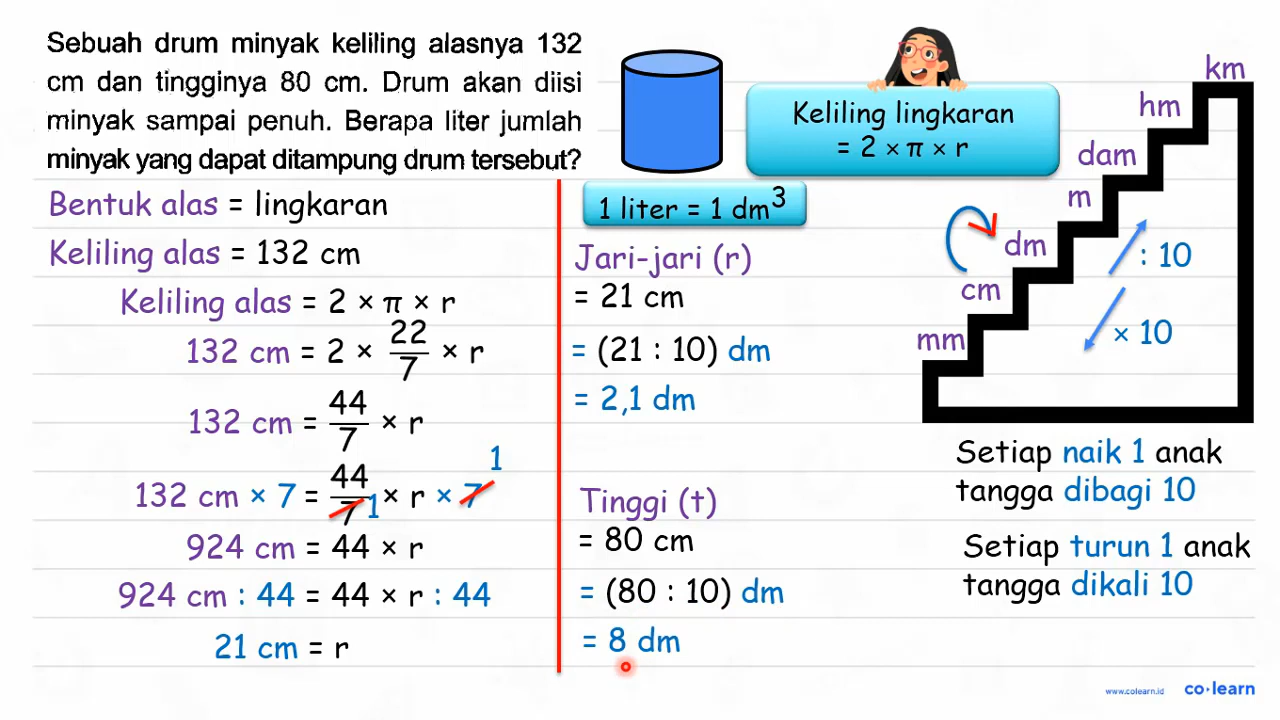 Sebuah drum minyak keliling alasnya 132
cm dan tingginya 80 cm. Drum akan diisi
minyak sampai penuh. Berapa liter jumlah
minyak yang dapat ditampung drum tersebut?
Keliling lingkaran
= 2 × π × r
1 liter = 1 dm³
Bentuk alas = lingkaran
Keliling alas = 132 cm
Keliling alas = 2 × π × r
132 cm = 2 × 22/7 × r
132 cm = 44/7 × r
132 cm × 7 = 44/7 1 × r × 7 1
924 cm = 44 × r
924 cm : 44 = 44 × r : 44
21 cm = r
Jari-jari (r)
= 21 cm
= (21 : 10) dm
= 2,1 dm
Tinggi (t)
= 80 cm
= (80 : 10) dm
= 8 dm
km
hm
dam
m
dm
cm
mm
: 10
× 10
Setiap naik 1 anak
tangga dibagi 10
Setiap turun 1 anak
tangga dikali 10
www.colearn.id
co·learn